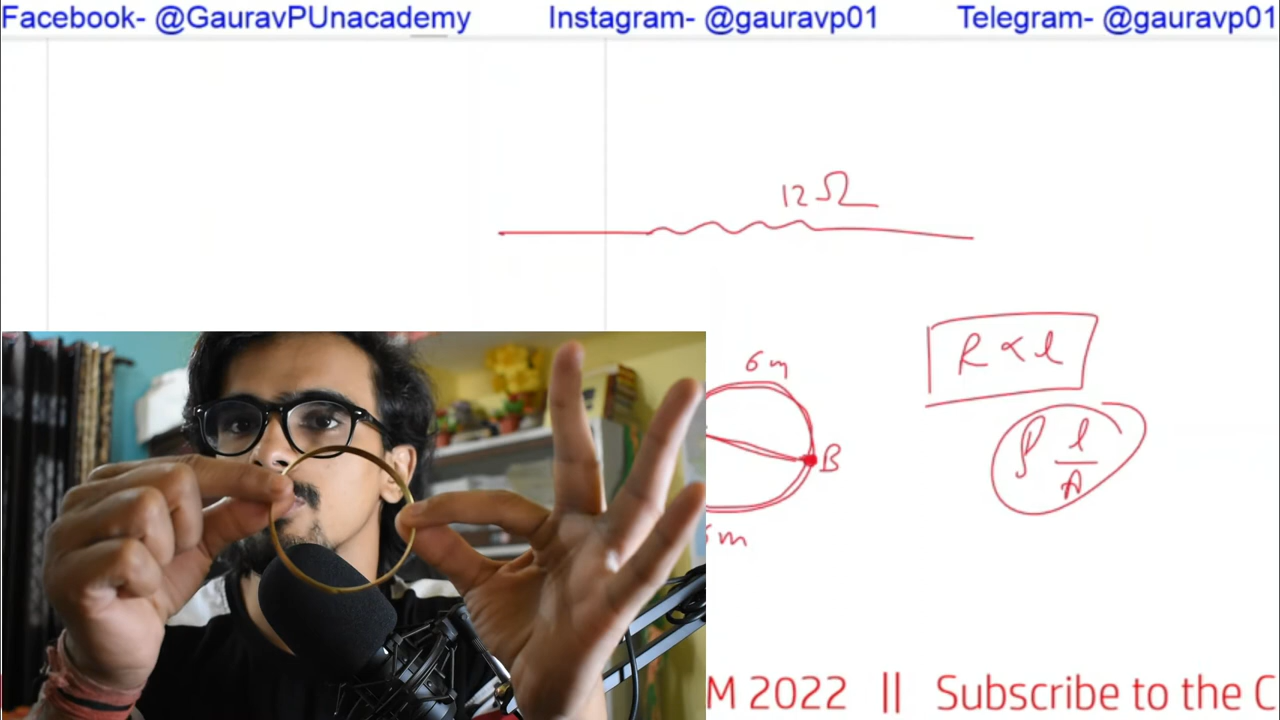 Facebook- @GauravPUnacademy Instagram- @gauravp01 Telegram- @gauravp01
12 Ω
6 m
R ∝ l
B
ρ l/A
m
M 2022 || Subscribe to the C